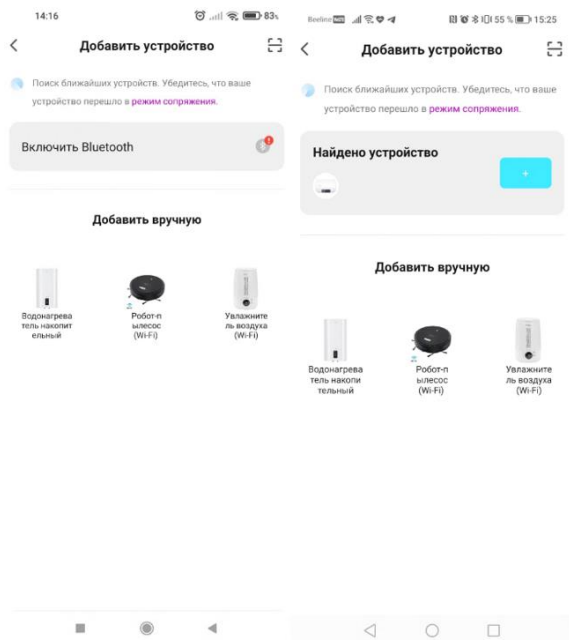 14:16
83%
Добавить устройство
Поиск ближайших устройств. Убедитесь, что ваше
устройство перешло в режим сопряжения.
Включить Bluetooth
Добавить вручную
Водонагрева
тель накопит
ельный
Робот-п
ылесос
(Wi-Fi)
Увлажните
ль воздуха
(Wi-Fi)
Beeline
55 %
15:25
Добавить устройство
Поиск ближайших устройств. Убедитесь, что ваше
устройство перешло в режим сопряжения.
Найдено устройство
+
Добавить вручную
Водонагрева
тель накопи
тельный
Робот-п
ылесос
(Wi-Fi)
Увлажните
ль воздуха
(Wi-Fi)